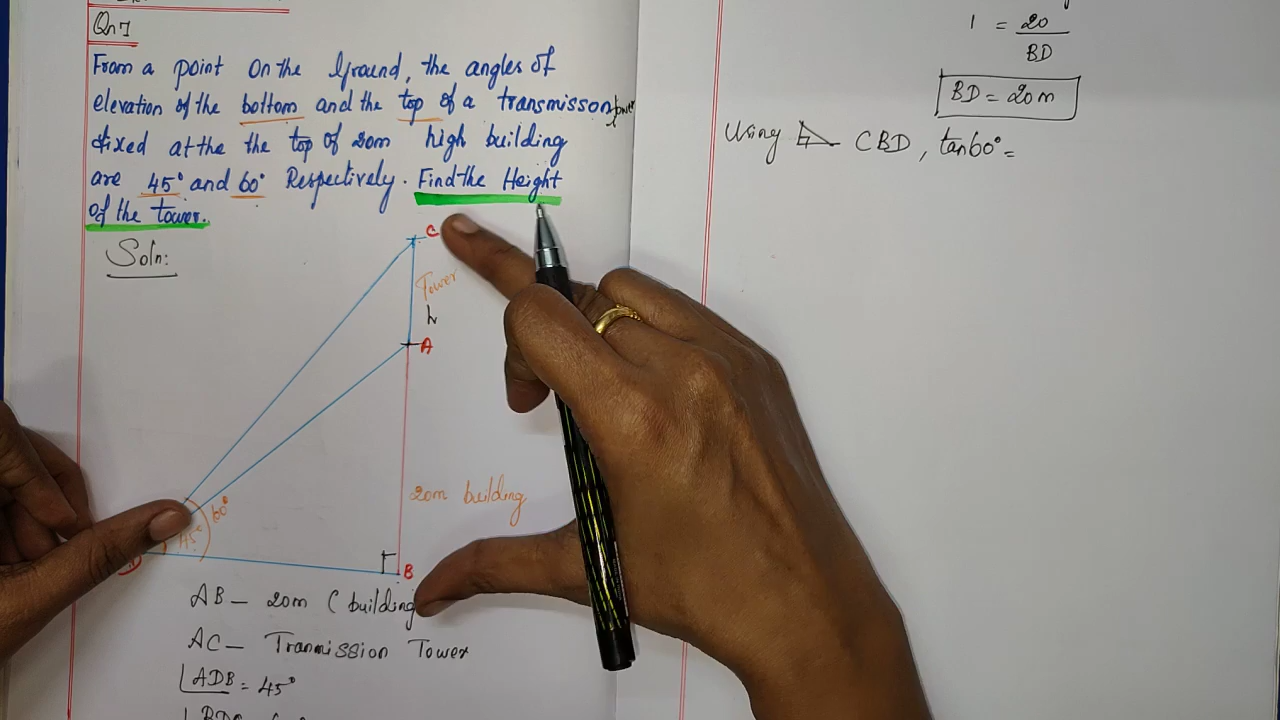 Qn 7
From a point on the Ground, the angles of
elevation of the bottom and the top of a transmisson
fixed at the the top of 20m high building
are 45° and 60° Respectively. Find the Height
of the tower.
Soln:
C
Tower
h
A
20m building
60°
45°
D
B
AB – 20m ( building
AC – Tranmission Tower
∠ADB = 45°
1 = 20
BD
BD = 20m
Using CBD, tan60° =